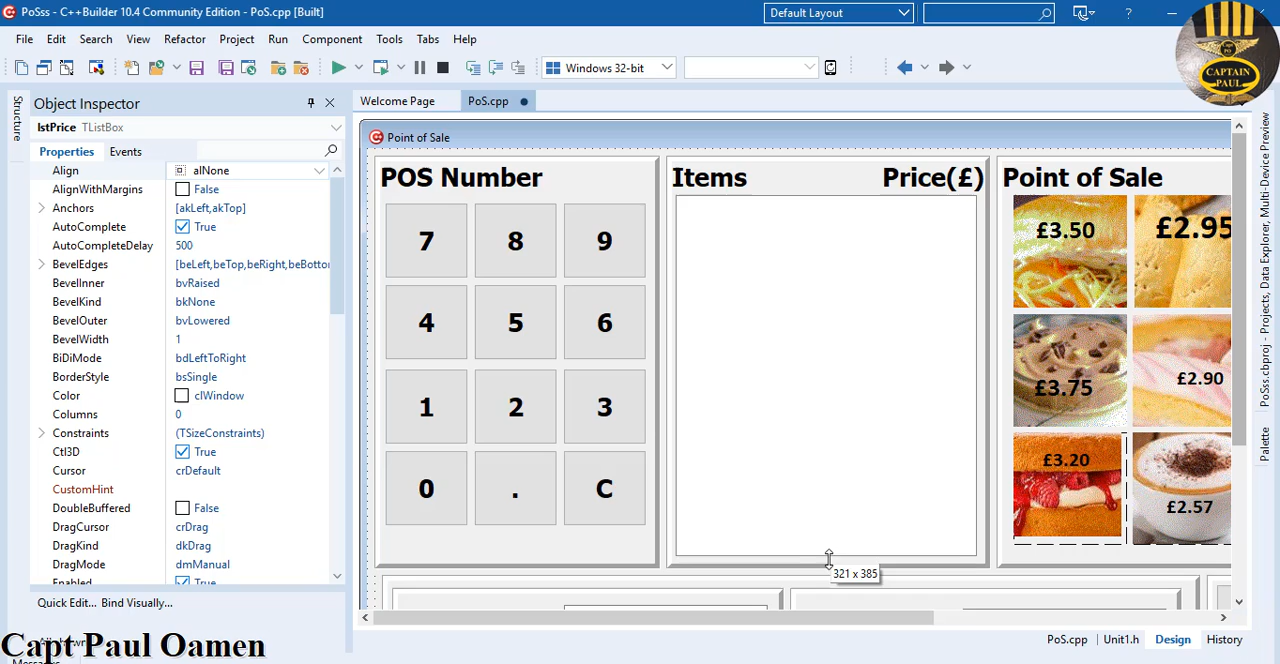 PoSss - C++Builder 10.4 Community Edition - PoS.cpp [Built]
Default Layout
?
File Edit Search View Refactor Project Run Component Tools Tabs Help
Windows 32-bit
Capt
PO
CAPTAIN
PAUL
Structure
Object Inspector
lstPrice TListBox
Properties Events
Align alNone
AlignWithMargins False
Anchors [akLeft,akTop]
AutoComplete True
AutoCompleteDelay 500
BevelEdges [beLeft,beTop,beRight,beBottom
BevelInner bvRaised
BevelKind bkNone
BevelOuter bvLowered
BevelWidth 1
BiDiMode bdLeftToRight
BorderStyle bsSingle
Color clWindow
Columns 0
Constraints (TSizeConstraints)
Ctl3D True
Cursor crDefault
CustomHint
DoubleBuffered False
DragCursor crDrag
DragKind dkDrag
DragMode dmManual
Enabled True
Quick Edit... Bind Visually...
Capt Paul Oamen
Welcome Page PoS.cpp
Point of Sale
POS Number
7 8 9
4 5 6
1 2 3
0 . C
Items Price(£)
321 x 385
Point of Sale
£3.50 £2.95
£3.75 £2.90
£3.20 £2.57
PoS.cpp Unit1.h Design History
PoSss.cbproj - Projects, Data Explorer, Multi-Device Preview
Palette